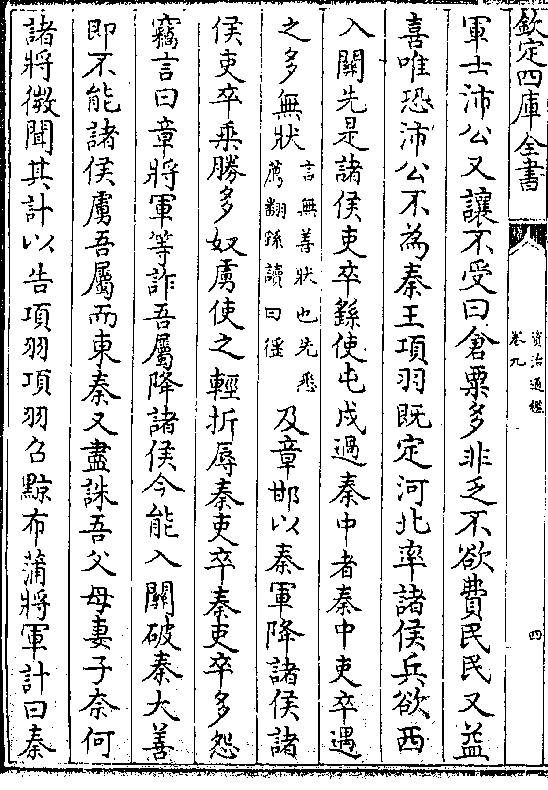 欽定四庫全書
資治通鑑
卷九
四
軍士沛公又讓不受曰倉粟多非乏不欲費民民又益
喜唯恐沛公不為秦王項羽既定河北率諸侯兵欲西
入關先是諸侯吏卒繇使屯戍過秦中者秦中吏卒遇
之多無狀
言無善狀也先悉
薦翻繇讀曰徭
及章邯以秦軍降諸侯諸
侯吏卒乘勝多奴虜使之輕折辱秦吏卒秦吏卒多怨
竊言曰章將軍等詐吾屬降諸侯今能入關破秦大善
即不能諸侯虜吾屬而東秦又盡誅吾父母妻子奈何
諸將微聞其計以告項羽項羽召黥布蒲將軍計曰秦